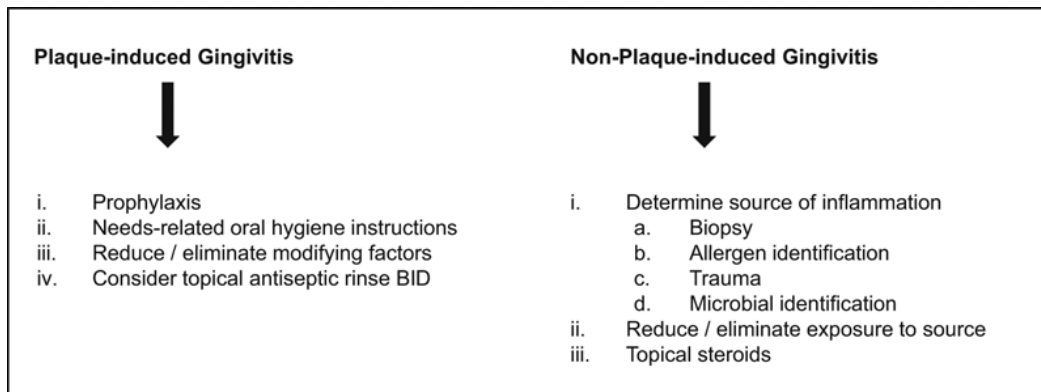 Plaque-induced Gingivitis
i. Prophylaxis
ii. Needs-related oral hygiene instructions
iii. Reduce / eliminate modifying factors
iv. Consider topical antiseptic rinse BID
Non-Plaque-induced Gingivitis
i. Determine source of inflammation
a. Biopsy
b. Allergen identification
c. Trauma
d. Microbial identification
ii. Reduce / eliminate exposure to source
iii. Topical steroids